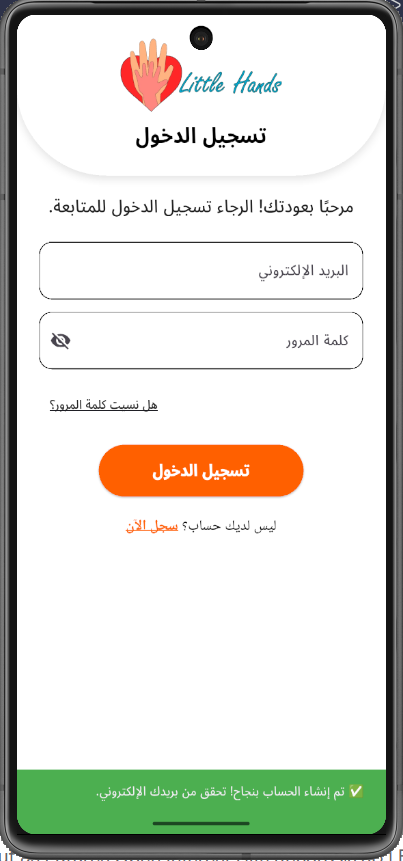 Little Hands
تسجيل الدخول
مرحبًا بعودتك! الرجاء تسجيل الدخول للمتابعة.
البريد الإلكتروني
كلمة المرور
هل نسيت كلمة المرور؟
تسجيل الدخول
ليس لديك حساب؟ سجل الآن
✅ تم إنشاء الحساب بنجاح! تحقق من بريدك الإلكتروني.